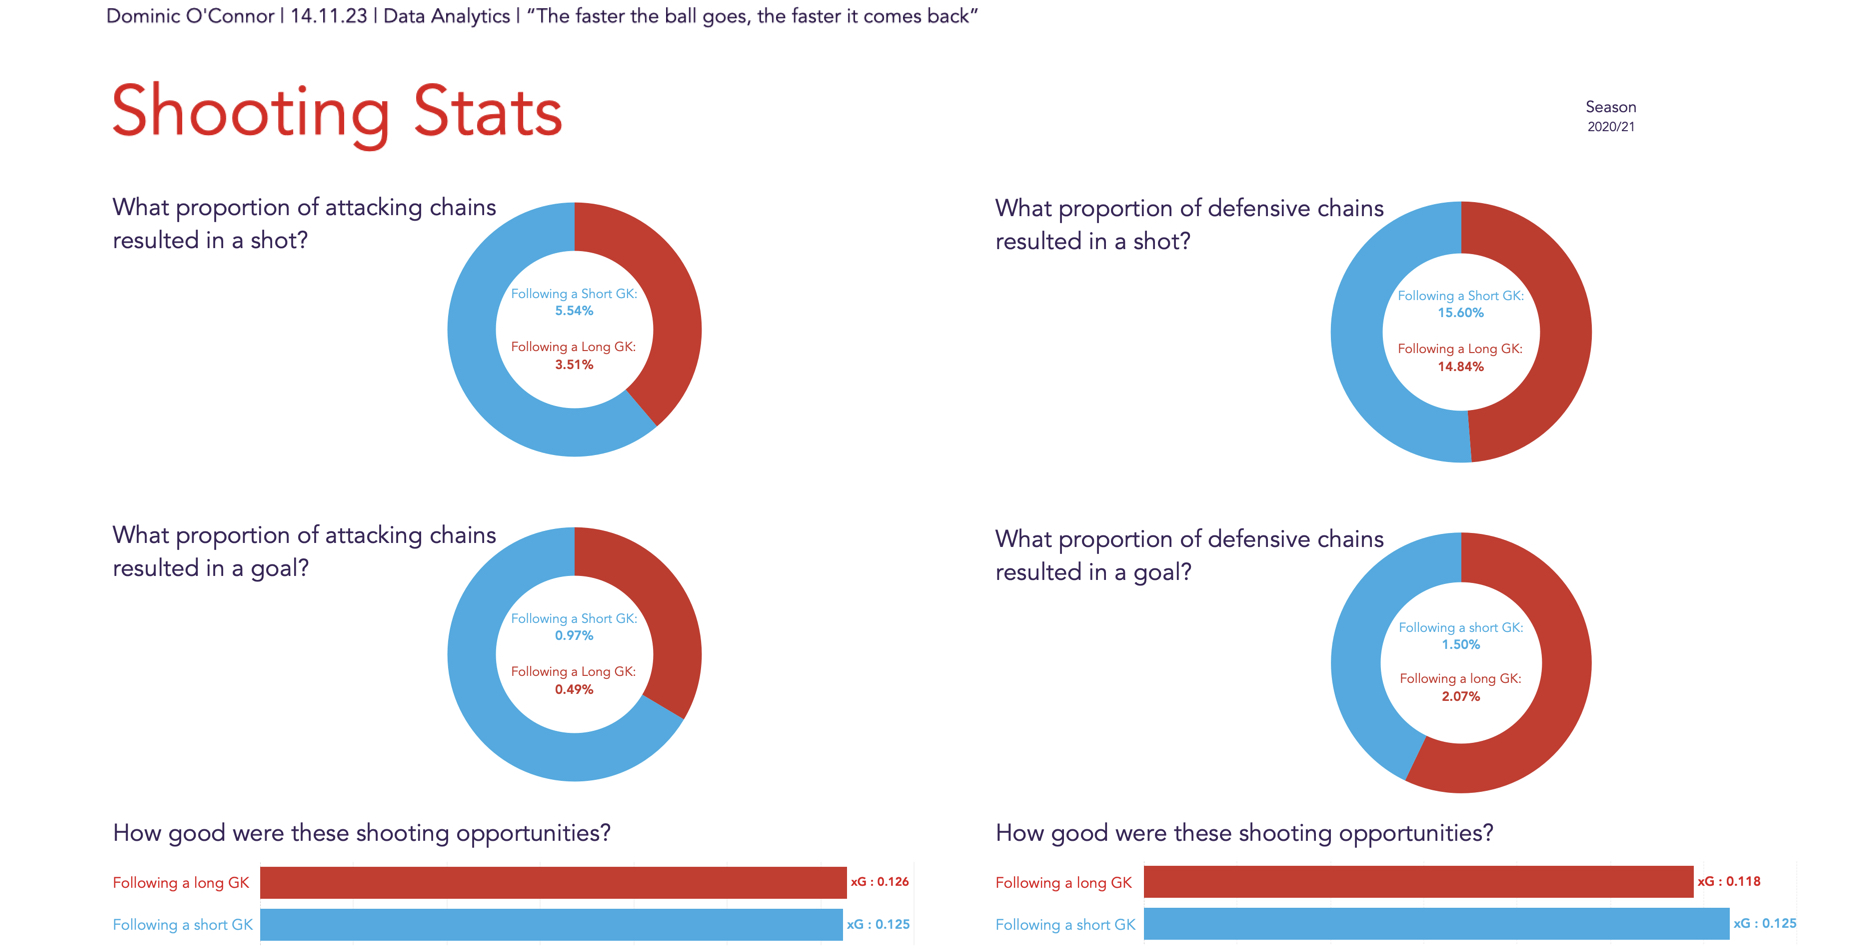 Dominic O'Connor | 14.11.23 | Data Analytics | “The faster the ball goes, the faster it comes back”
Shooting Stats
Season
2020/21
What proportion of attacking chains
resulted in a shot?
Following a Short GK:
5.54%
Following a Long GK:
3.51%
What proportion of defensive chains
resulted in a shot?
Following a Short GK:
15.60%
Following a Long GK:
14.84%
What proportion of attacking chains
resulted in a goal?
Following a Short GK:
0.97%
Following a Long GK:
0.49%
What proportion of defensive chains
resulted in a goal?
Following a short GK:
1.50%
Following a long GK:
2.07%
How good were these shooting opportunities?
Following a long GK
xG : 0.126
Following a short GK
xG : 0.125
How good were these shooting opportunities?
Following a long GK
xG : 0.118
Following a short GK
xG : 0.125